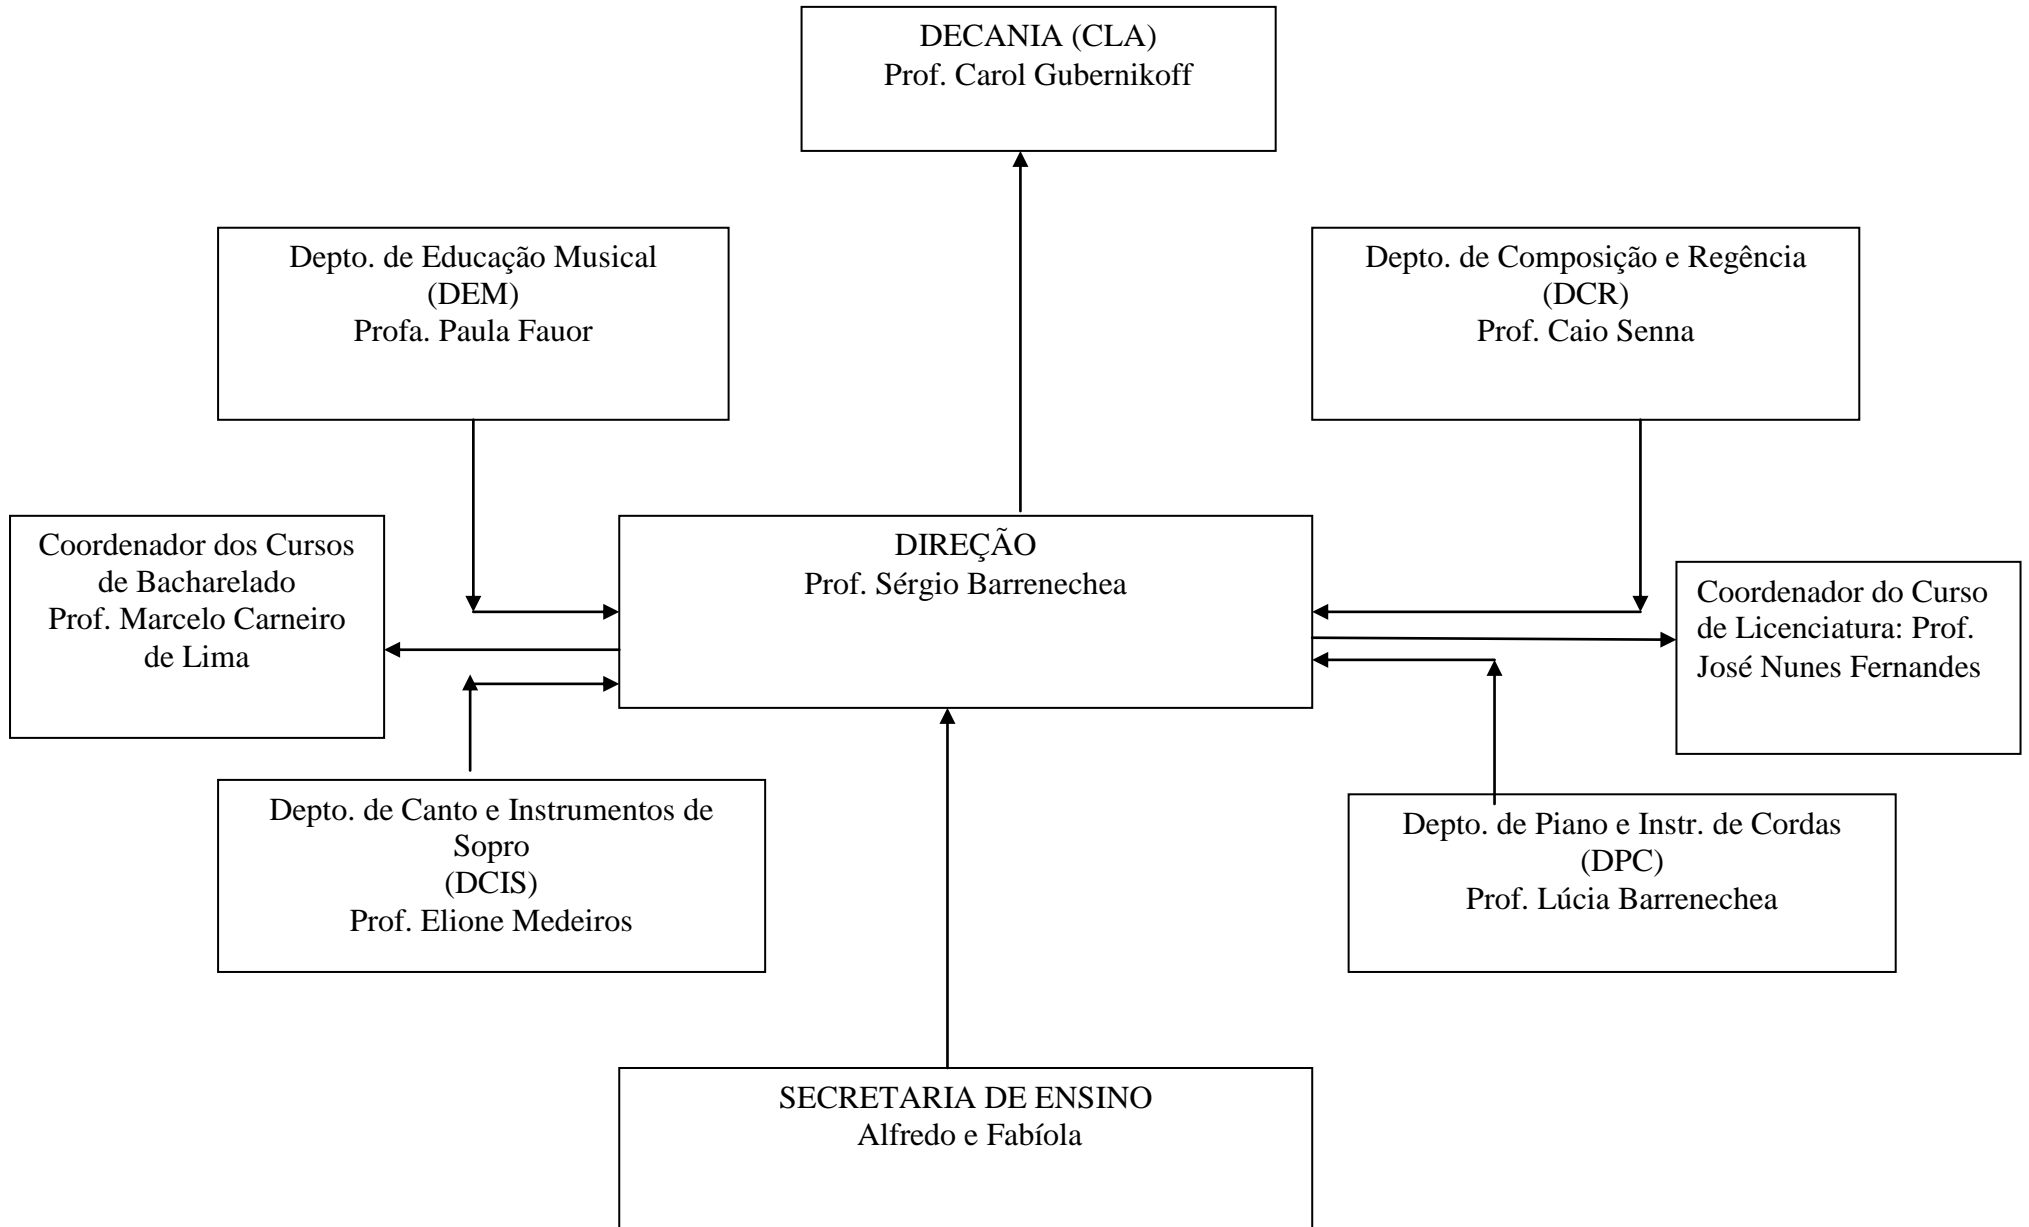 DECANIA (CLA)
Prof. Carol Gubernikoff
Depto. de Educação Musical
(DEM)
Profa. Paula Fauor
Depto. de Composição e Regência
(DCR)
Prof. Caio Senna
Coordenador dos Cursos
de Bacharelado
Prof. Marcelo Carneiro
de Lima
DIREÇÃO
Prof. Sérgio Barrenechea
Coordenador do Curso
de Licenciatura: Prof.
José Nunes Fernandes
Depto. de Canto e Instrumentos de
Sopro
(DCIS)
Prof. Elione Medeiros
Depto. de Piano e Instr. de Cordas
(DPC)
Prof. Lúcia Barrenechea
SECRETARIA DE ENSINO
Alfredo e Fabíola